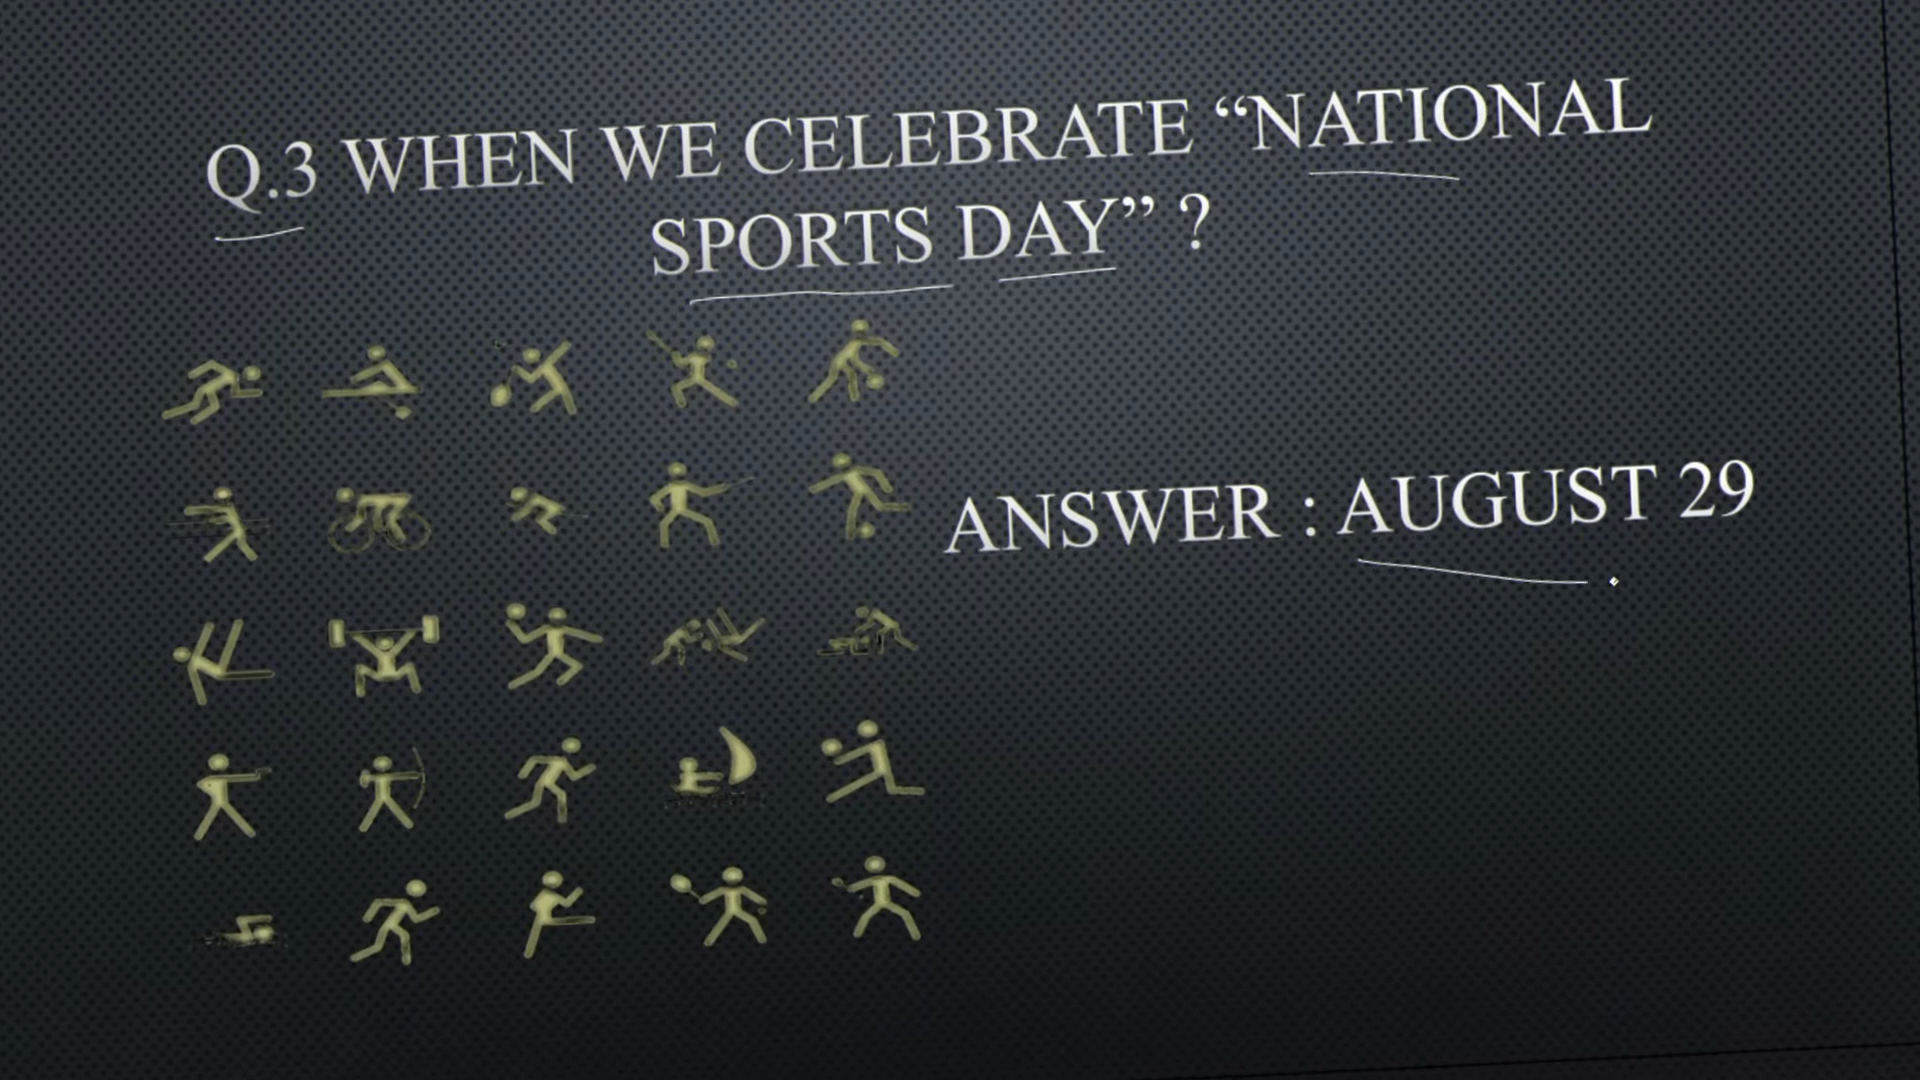 Q.3 WHEN WE CELEBRATE “NATIONAL
SPORTS DAY” ?
ANSWER : AUGUST 29